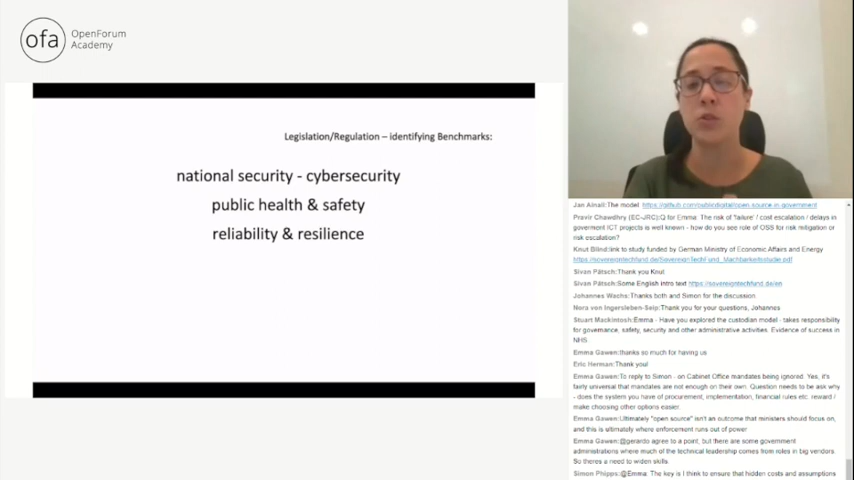 ofa
OpenForum
Academy
Legislation/Regulation – identifying Benchmarks:
national security - cybersecurity
public health & safety
reliability & resilience
Jan Ainali:The model https://github.com/publicdigital/open-source-in-government
Pravir Chawdhry (EC-JRC):Q for Emma: The risk of 'failure' / cost escalation / delays in
goverment ICT projects is well known - how do you see role of OSS for risk mitigation or
risk escalation?
Knut Blind:link to study funded by German Ministry of Economic Affairs and Energy
https://sovereigntechfund.de/SovereignTechFund_Machbarkeitsstudie.pdf
Sivan Pätsch:Thank you Knut
Sivan Pätsch:Some English intro text https://sovereigntechfund.de/en
Johannes Wachs:Thanks both and Simon for the discussion
Nora von Ingersleben-Seip:Thank you for your questions, Johannes
Stuart Mackintosh:Emma - Have you explored the custodian model - takes responsibility
for governance, safety, security and other administrative activities. Evidence of success in
NHS
Emma Gawen:thanks so much for having us
Eric Herman:Thank you!
Emma Gawen:To reply to Simon - on Cabinet Office mandates being ignored. Yes, it's
fairly universal that mandates are not enough on their own. Question needs to be ask why
- does the system you have of procurement, implementation, financial rules etc. reward /
make choosing other options easier.
Emma Gawen:Ultimately "open source" isn't an outcome that ministers should focus on,
and this is ultimately where enforcement runs out of power
Emma Gawen:@gerardo agree to a point, but there are some government
administrations where much of the technical leadership comes from roles in big vendors.
So theres a need to widen skills
Simon Phipps:@Emma: The key is I think to ensure that hidden costs and assumptions